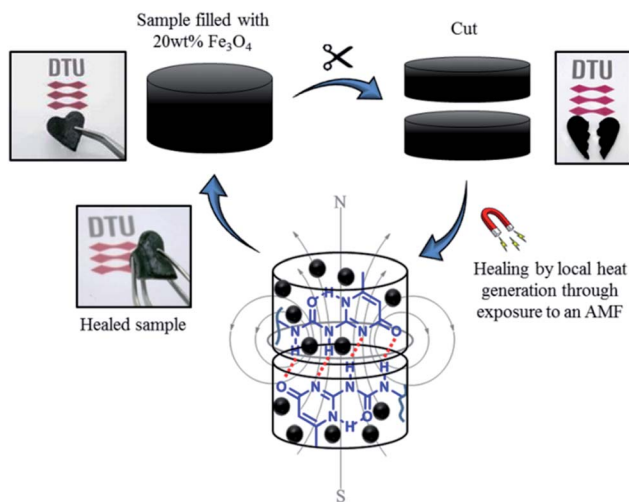 Sample filled with
20wt% Fe₃O₄
Cut
DTU
DTU
N
DTU
Healed sample
Healing by local heat
generation through
exposure to an AMF
H
O
N
N
O
N
N
N
H
H
H
H
O
N
N
N
N
O
H
S